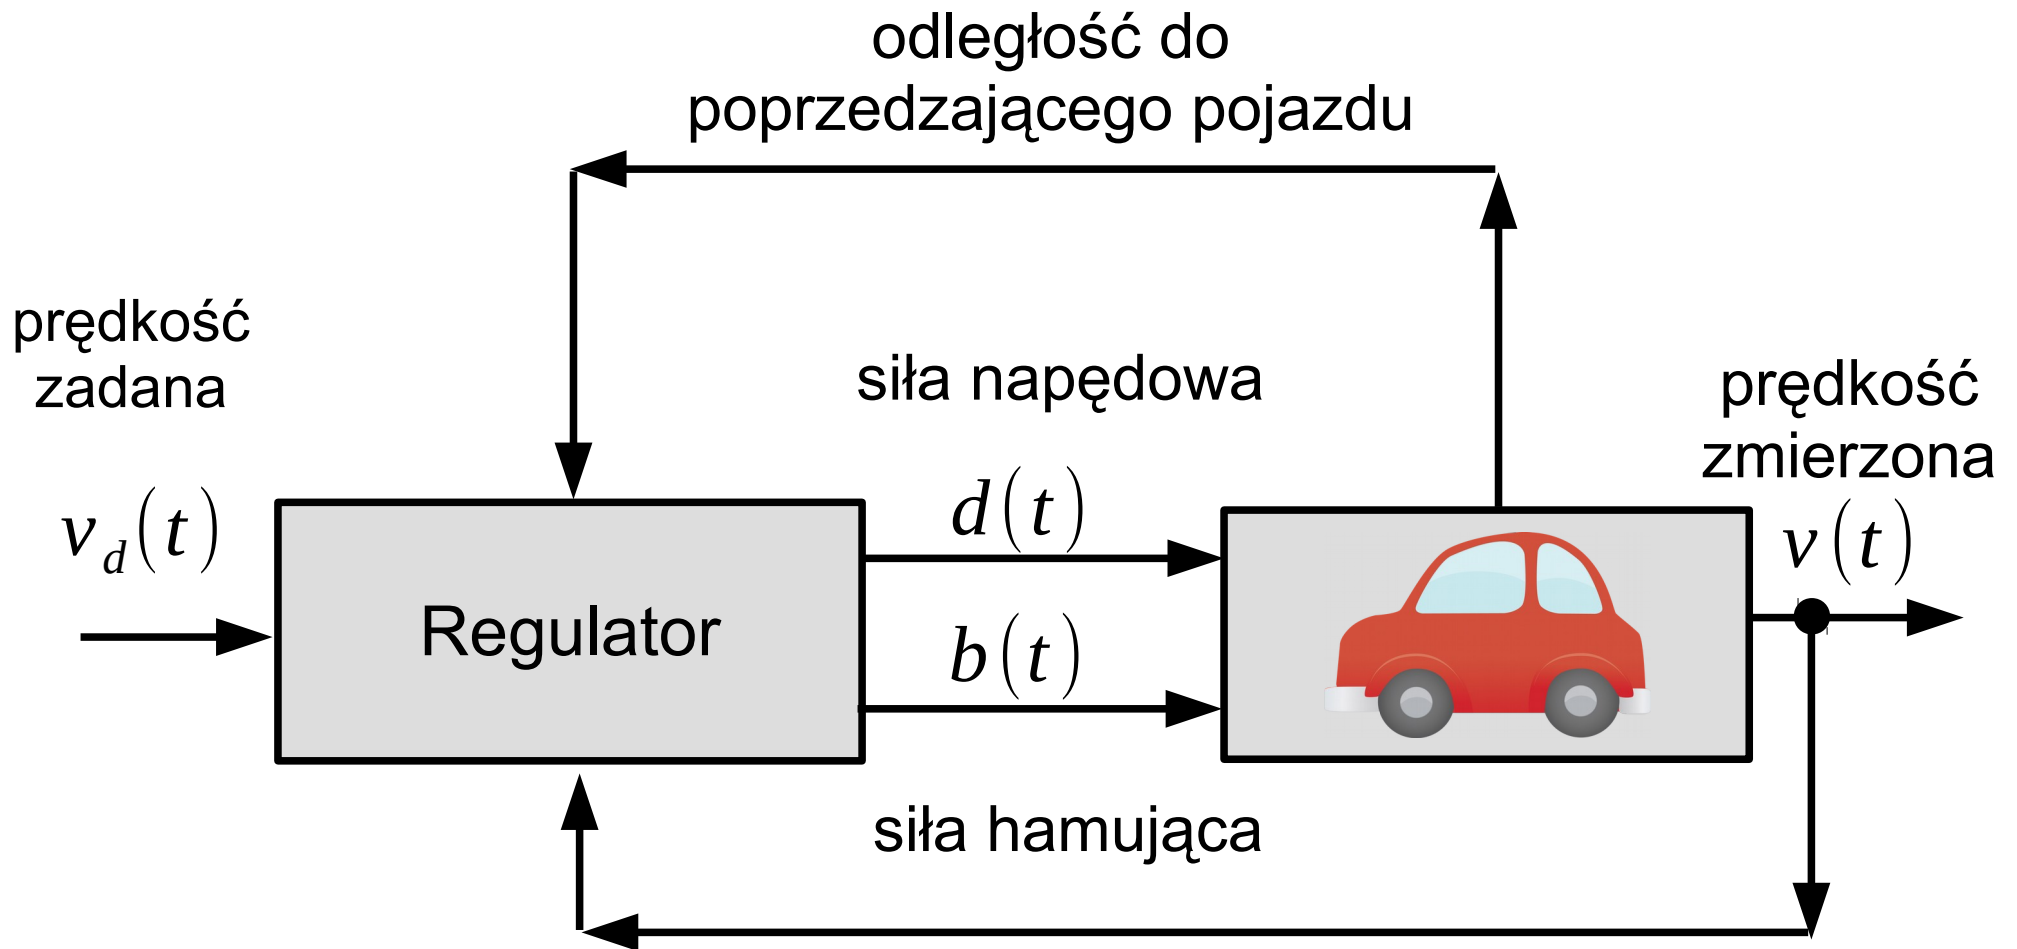 odległość do
poprzedzającego pojazdu
prędkość
zadana
siła napędowa
prędkość
zmierzona
v_d(t)
d(t)
v(t)
Regulator
b(t)
siła hamująca